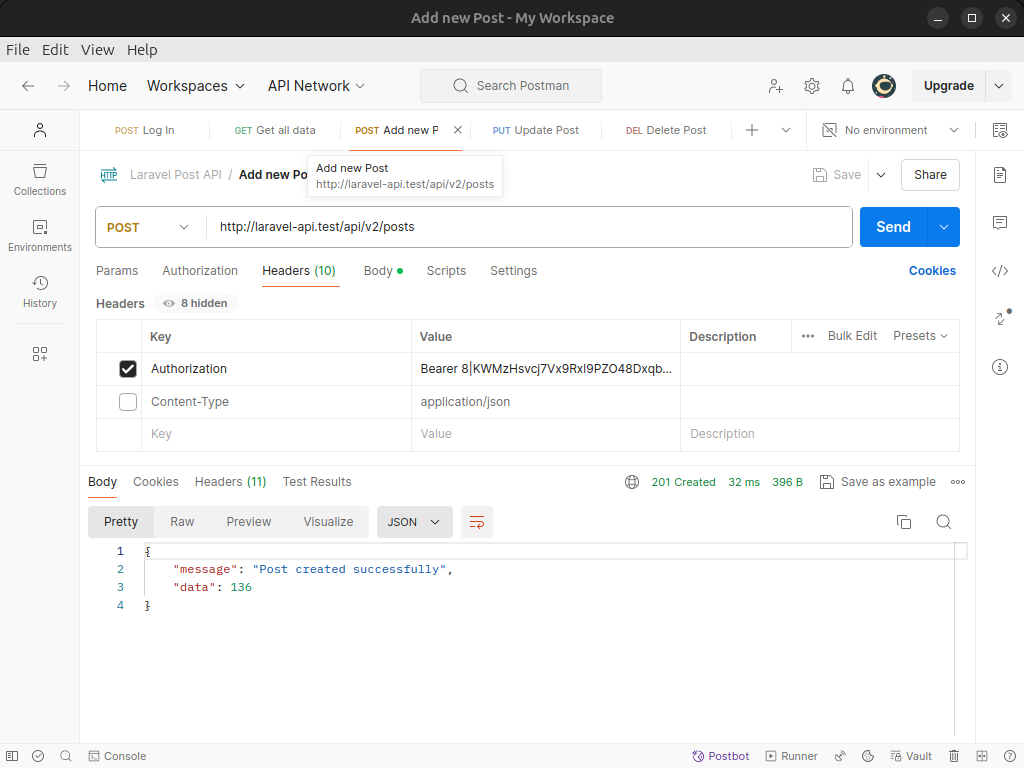 Add new Post - My Workspace
File Edit View Help
Home Workspaces API Network Search Postman Upgrade
POST Log In GET Get all data POST Add new P PUT Update Post DEL Delete Post No environment
Add new Post
http://laravel-api.test/api/v2/posts
HTTP Laravel Post API / Add new Po Save Share
Collections
Environments
History
POST http://laravel-api.test/api/v2/posts Send
Params Authorization Headers (10) Body Scripts Settings Cookies
Headers 8 hidden
Key Value Description Bulk Edit Presets
Authorization Bearer 8|KWMzHsvcj7Vx9RxI9PZO48Dxqb...
Content-Type application/json
Key Value Description
Body Cookies Headers (11) Test Results 201 Created 32 ms 396 B Save as example
Pretty Raw Preview Visualize JSON
1 {
2 "message": "Post created successfully",
3 "data": 136
4 }
Console Postbot Runner Vault